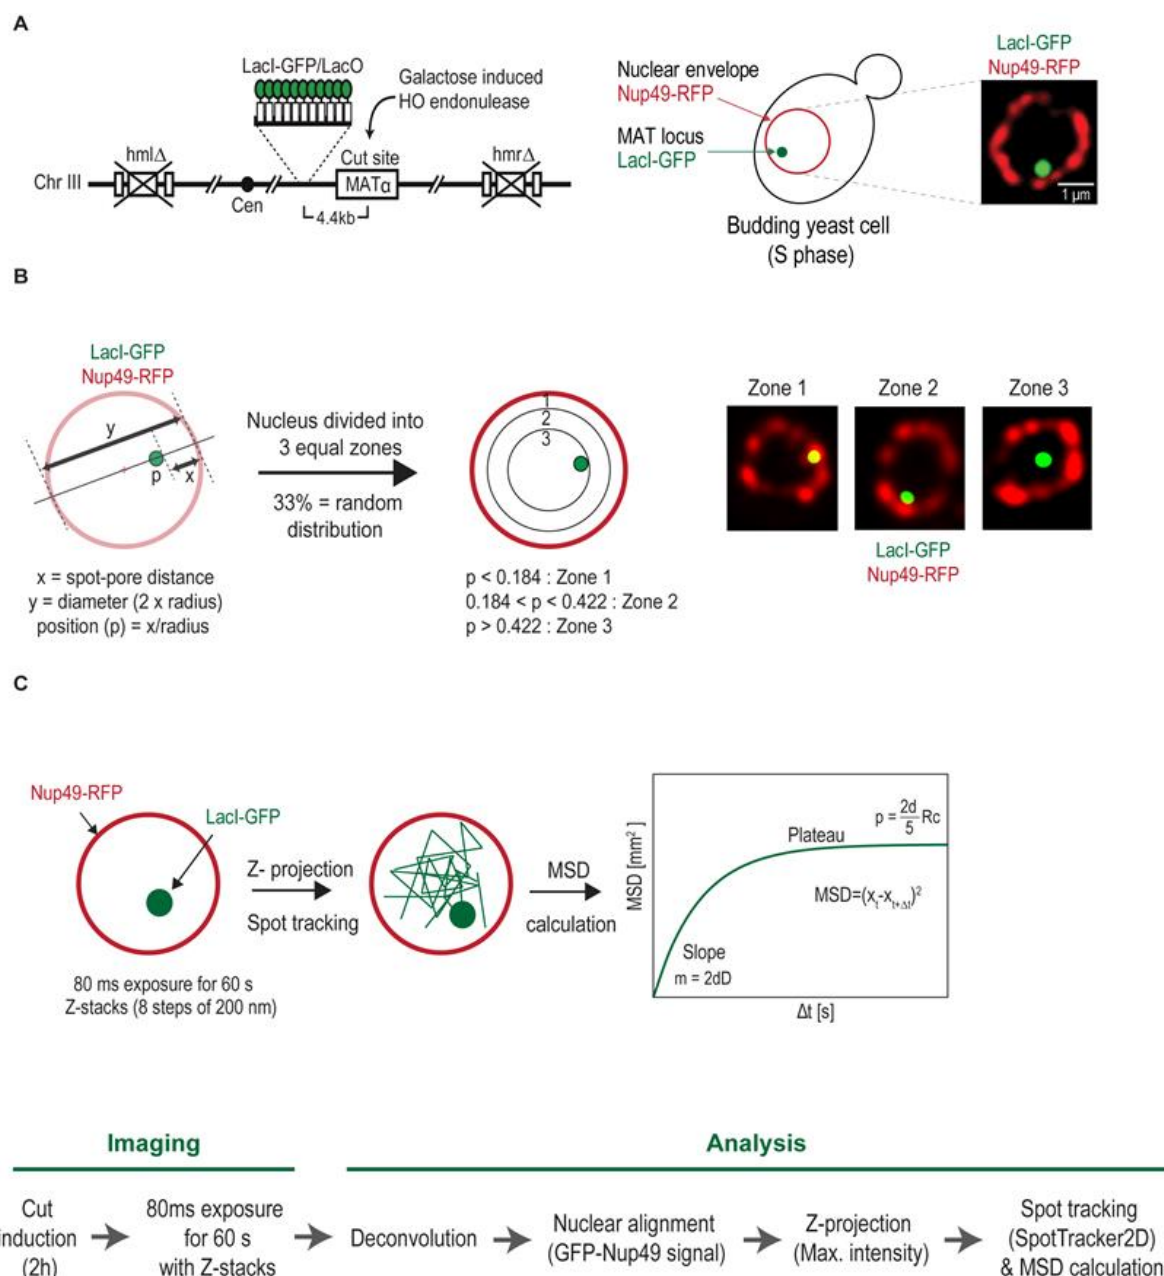 A
LacI-GFP/LacO
Galactose induced
HO endonulease
hmlΔ
Cut site
hmrΔ
Chr III
MATα
Cen
4.4kb
Nuclear envelope
Nup49-RFP
MAT locus
LacI-GFP
Budding yeast cell
(S phase)
LacI-GFP
Nup49-RFP
1 µm
B
LacI-GFP
Nup49-RFP
y
p
x
x = spot-pore distance
y = diameter (2 x radius)
position (p) = x/radius
Nucleus divided into
3 equal zones
33% = random
distribution
1
2
3
p < 0.184 : Zone 1
0.184 < p < 0.422 : Zone 2
p > 0.422 : Zone 3
Zone 1
Zone 2
Zone 3
LacI-GFP
Nup49-RFP
C
Nup49-RFP
LacI-GFP
80 ms exposure for 60 s
Z-stacks (8 steps of 200 nm)
Z- projection
Spot tracking
MSD
calculation
MSD [mm²]
p = 2d/5 Rc
Plateau
MSD=(xₜ-xₜ₊Δₜ)²
Slope
m = 2dD
Δt [s]
Imaging
Analysis
Cut
induction
(2h)
80ms exposure
for 60 s
with Z-stacks
Deconvolution
Nuclear alignment
(GFP-Nup49 signal)
Z-projection
(Max. intensity)
Spot tracking
(SpotTracker2D)
& MSD calculation